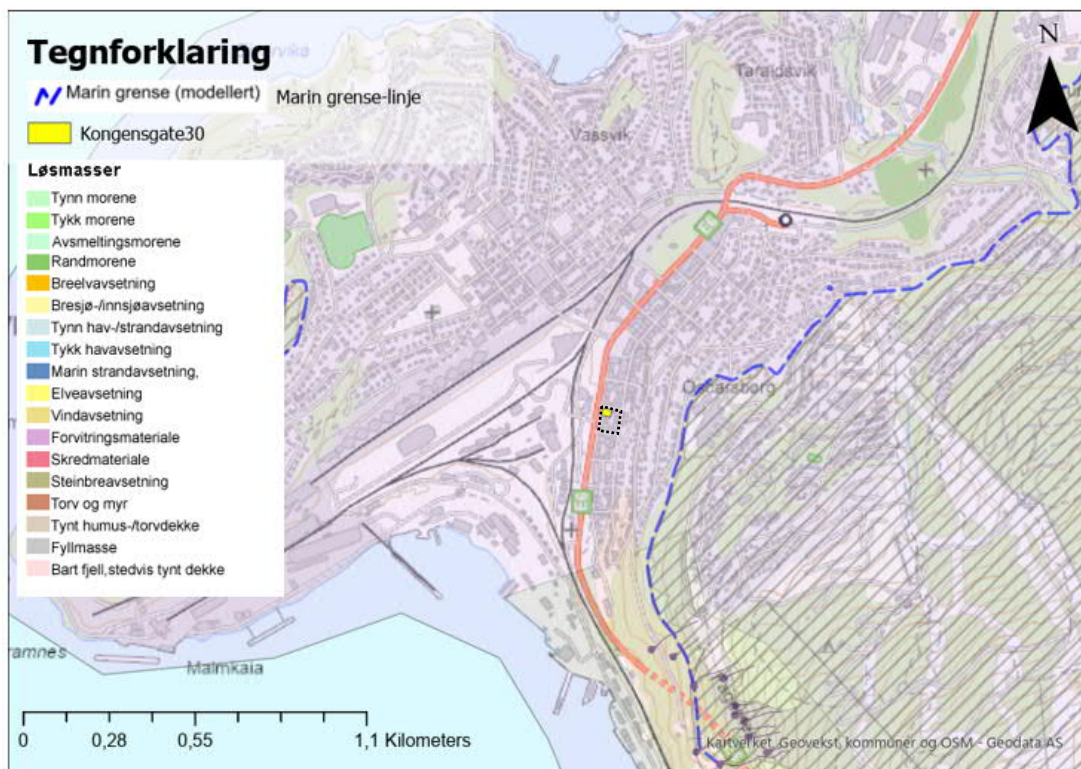 Tegnforklaring
Marin grense (modellert) Marin grense-linje
Kongensgate30
Løsmasser
Tynn morene
Tykk morene
Avsmeltingsmorene
Randmorene
Breelvavsetning
Bresjø-/innsjøavsetning
Tynn hav-/strandavsetning
Tykk havavsetning
Marin strandavsetning,
Elveavsetning
Vindavsetning
Forvitringsmateriale
Skredmateriale
Steinbreavsetning
Torv og myr
Tynt humus-/torvdekke
Fyllmasse
Bart fjell,stedvis tynt dekke
N
Taraldsvik
Vassvik
E6
Oscarsborg
E6
ramnes
Malmkaia
0 0,28 0,55 1,1 Kilometers
Kartverket, Geovekst, kommuner og OSM - Geodata AS